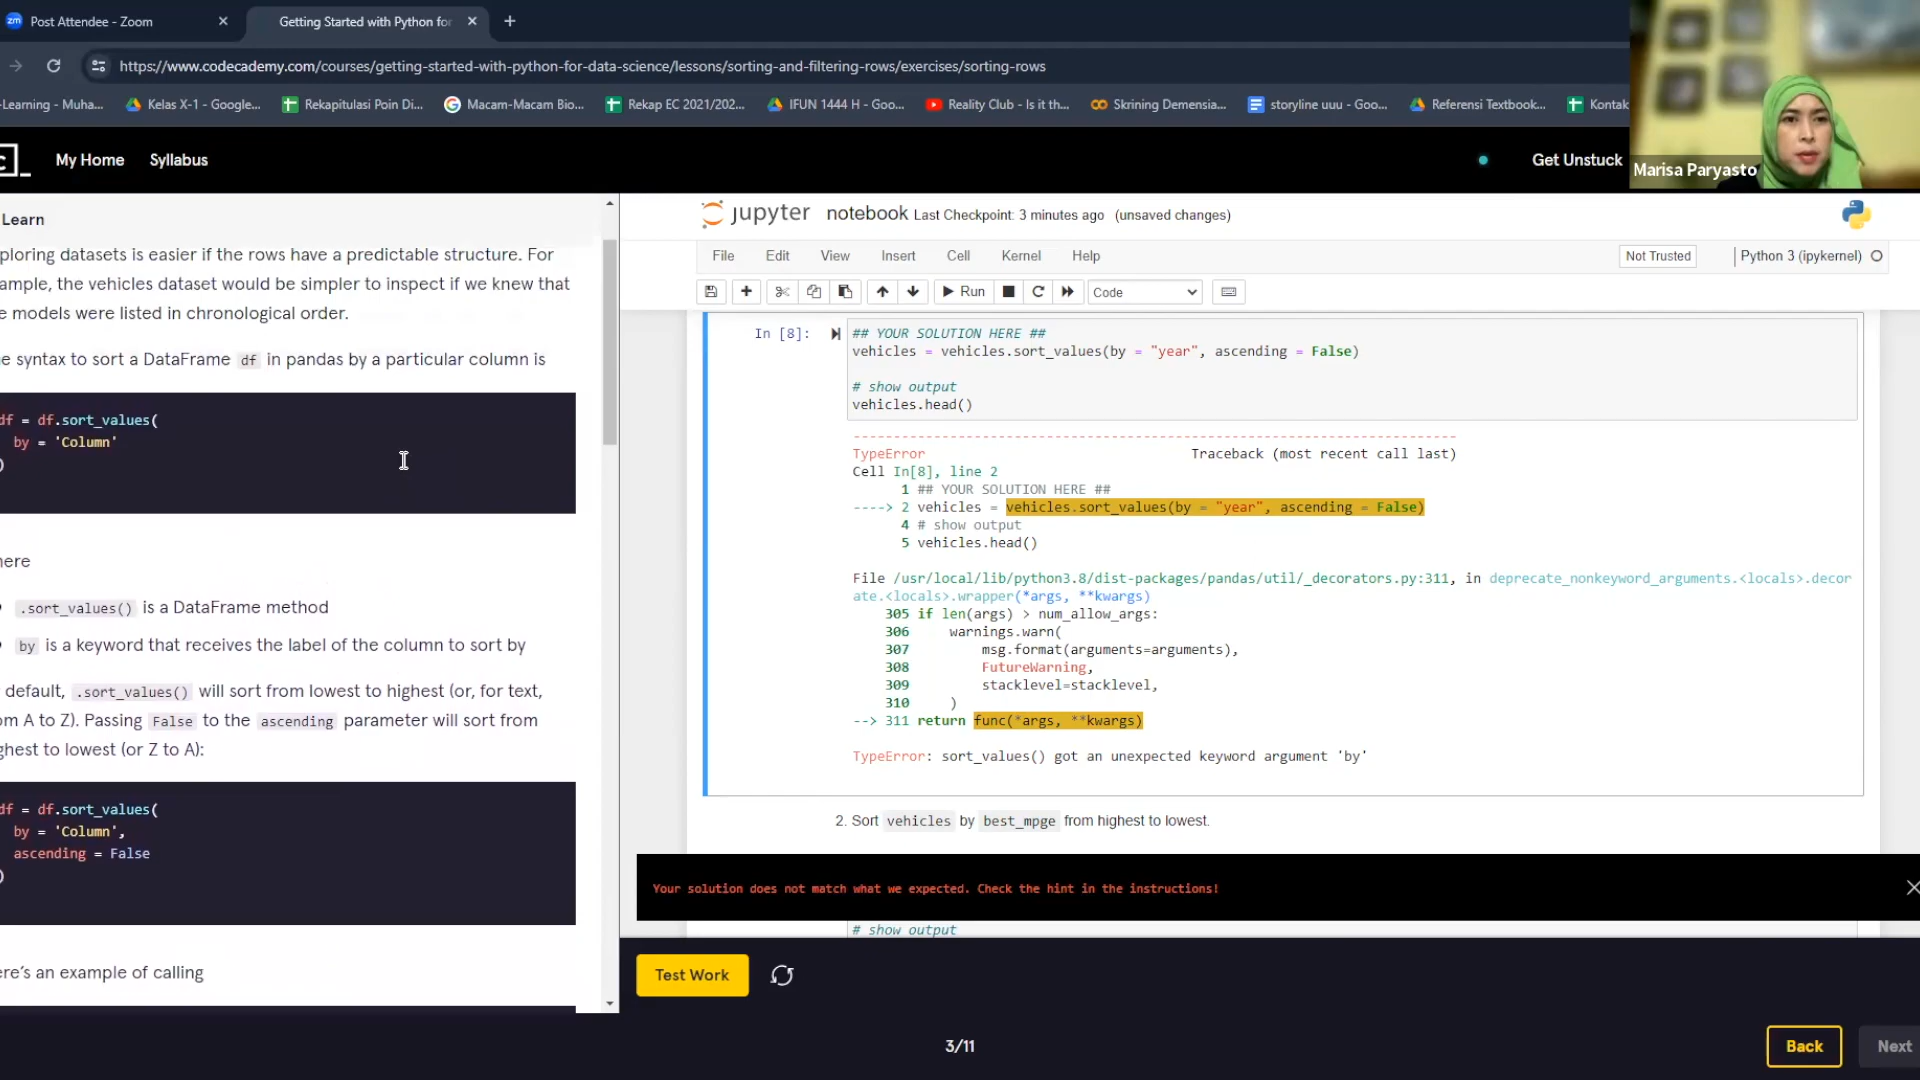 zm Post Attendee - Zoom
Getting Started with Python for
https://www.codecademy.com/courses/getting-started-with-python-for-data-science/lessons/sorting-and-filtering-rows/exercises/sorting-rows
-Learning - Muha...
Kelas X-1 - Google...
Rekapitulasi Poin Di...
Macam-Macam Bio...
Rekap EC 2021/202...
IFUN 1444 H - Goo...
Reality Club - Is it th...
Skrining Demensia...
storyline uuu - Goo...
Referensi Textbook...
Kontak
Marisa Paryasto
My Home
Syllabus
Get Unstuck
Learn
ploring datasets is easier if the rows have a predictable structure. For
ample, the vehicles dataset would be simpler to inspect if we knew that
e models were listed in chronological order.
e syntax to sort a DataFrame df in pandas by a particular column is
df = df.sort_values(
by = 'Column'
)
here
.sort_values() is a DataFrame method
by is a keyword that receives the label of the column to sort by
default, .sort_values() will sort from lowest to highest (or, for text,
om A to Z). Passing False to the ascending parameter will sort from
ghest to lowest (or Z to A):
df = df.sort_values(
by = 'Column',
ascending = False
)
ere's an example of calling
jupyter notebook Last Checkpoint: 3 minutes ago (unsaved changes)
File Edit View Insert Cell Kernel Help
Not Trusted
Python 3 (ipykernel)
Run
Code
In [8]:
## YOUR SOLUTION HERE ##
vehicles = vehicles.sort_values(by = "year", ascending = False)
# show output
vehicles.head()
---------------------------------------------------------------------------
TypeError Traceback (most recent call last)
Cell In[8], line 2
1 ## YOUR SOLUTION HERE ##
----> 2 vehicles = vehicles.sort_values(by = "year", ascending = False)
4 # show output
5 vehicles.head()
File /usr/local/lib/python3.8/dist-packages/pandas/util/_decorators.py:311, in deprecate_nonkeyword_arguments.<locals>.decor
ate.<locals>.wrapper(*args, **kwargs)
305 if len(args) > num_allow_args:
306 warnings.warn(
307 msg.format(arguments=arguments),
308 FutureWarning,
309 stacklevel=stacklevel,
310 )
--> 311 return func(*args, **kwargs)
TypeError: sort_values() got an unexpected keyword argument 'by'
2. Sort vehicles by best_mpge from highest to lowest.
Your solution does not match what we expected. Check the hint in the instructions!
# show output
Test Work
3/11
Back
Next